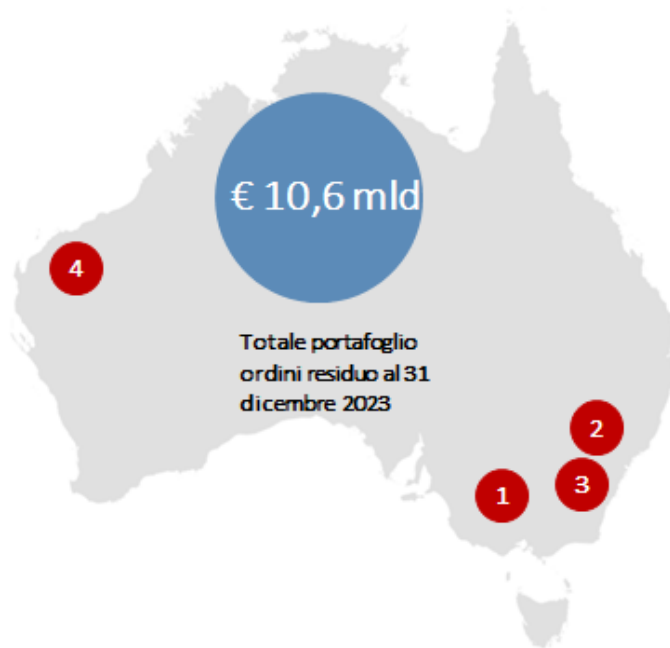 € 10,6 mld
4
Totale portafoglio
ordini residuo al 31
dicembre 2023
2
3
1